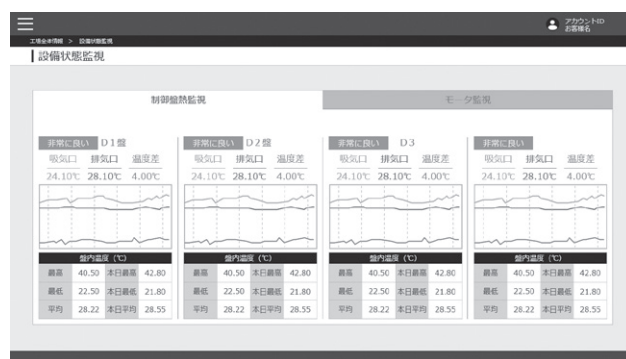 アカウントID
お客様名
工場全体情報 > 設備状態監視
設備状態監視
制御盤熱監視 モータ監視
非常に良い D1盤 非常に良い D2盤 非常に良い D3 非常に良い
吸気口 排気口 温度差 吸気口 排気口 温度差 吸気口 排気口 温度差 吸気口 排気口 温度差
24.10℃ 28.10℃ 4.00℃ 24.10℃ 28.10℃ 4.00℃ 24.10℃ 28.10℃ 4.00℃ 24.10℃ 28.10℃ 4.00℃
盤内温度 (℃) 盤内温度 (℃) 盤内温度 (℃) 盤内温度 (℃)
最高 40.50 本日最高 42.80 最高 40.50 本日最高 42.80 最高 40.50 本日最高 42.80 最高 40.50 本日最高 42.80
最低 22.50 本日最低 21.80 最低 22.50 本日最低 21.80 最低 22.50 本日最低 21.80 最低 22.50 本日最低 21.80
平均 28.22 本日平均 28.55 平均 28.22 本日平均 28.55 平均 28.22 本日平均 28.55 平均 28.22 本日平均 28.55